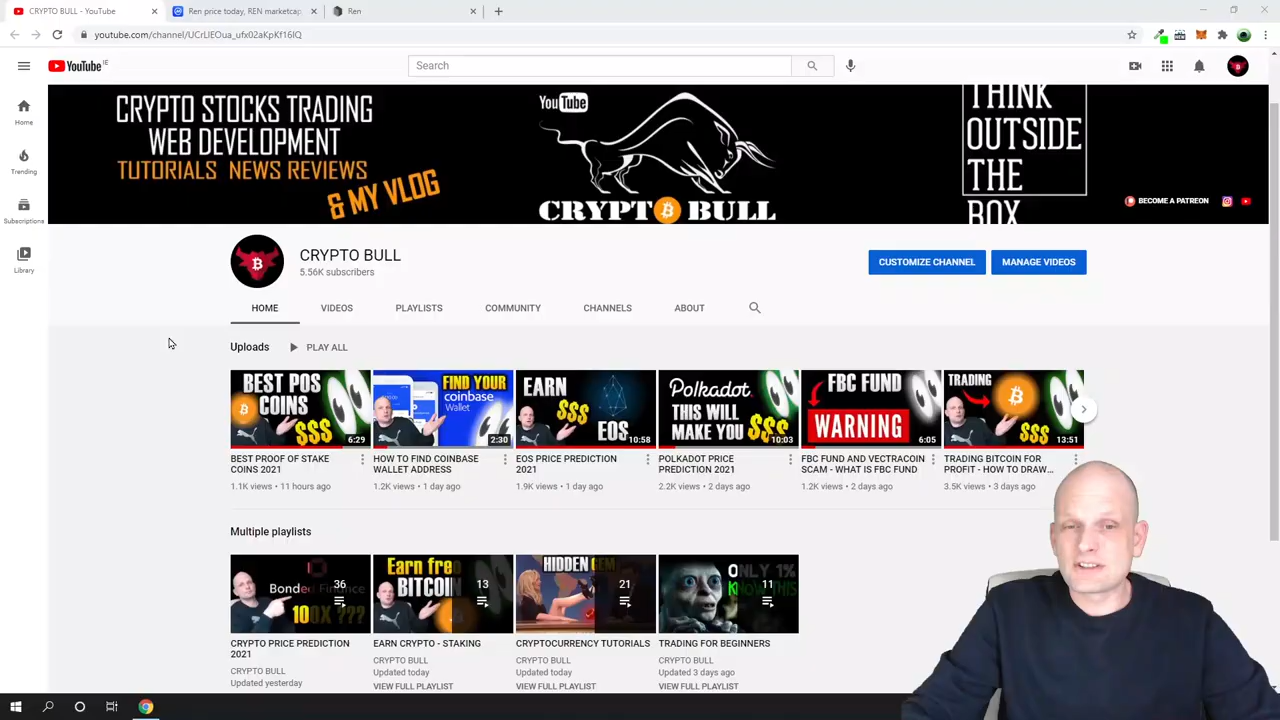 CRYPTO BULL - YouTube
Ren price today, REN marketcap
Ren
youtube.com/channel/UCrLlEOua_ufx02aKpKf16lQ
YouTube IE
Search
Home
Trending
Subscriptions
Library
CRYPTO STOCKS TRADING
WEB DEVELOPMENT
TUTORIALS NEWS REVIEWS
& MY VLOG
YouTube
CRYPTO BULL
THINK
OUTSIDE
THE
BOX
BECOME A PATREON
CRYPTO BULL
5.56K subscribers
CUSTOMIZE CHANNEL
MANAGE VIDEOS
HOME
VIDEOS
PLAYLISTS
COMMUNITY
CHANNELS
ABOUT
Uploads
PLAY ALL
BEST POS
COINS
$$$
6:29
BEST PROOF OF STAKE
COINS 2021
1.1K views • 11 hours ago
FIND YOUR
coinbase
Wallet
2:30
HOW TO FIND COINBASE
WALLET ADDRESS
1.2K views • 1 day ago
EARN
$$$
EOS
10:58
EOS PRICE PREDICTION
2021
1.9K views • 1 day ago
Polkadot
THIS WILL
MAKE YOU $$$
10:03
POLKADOT PRICE
PREDICTION 2021
2.2K views • 2 days ago
FBC FUND
WARNING
6:05
FBC FUND AND VECTRACOIN
SCAM - WHAT IS FBC FUND
1.2K views • 2 days ago
TRADING
$$$
13:51
TRADING BITCOIN FOR
PROFIT - HOW TO DRAW...
3.5K views • 3 days ago
Multiple playlists
Bonded Finance
100X ???
36
CRYPTO PRICE PREDICTION
2021
CRYPTO BULL
Updated yesterday
Earn free
BITCOIN
13
EARN CRYPTO - STAKING
CRYPTO BULL
Updated today
VIEW FULL PLAYLIST
HIDDEN GEM
21
CRYPTOCURRENCY TUTORIALS
CRYPTO BULL
Updated today
VIEW FULL PLAYLIST
ONLY 1%
KNOW THIS
11
TRADING FOR BEGINNERS
CRYPTO BULL
Updated 3 days ago
VIEW FULL PLAYLIST